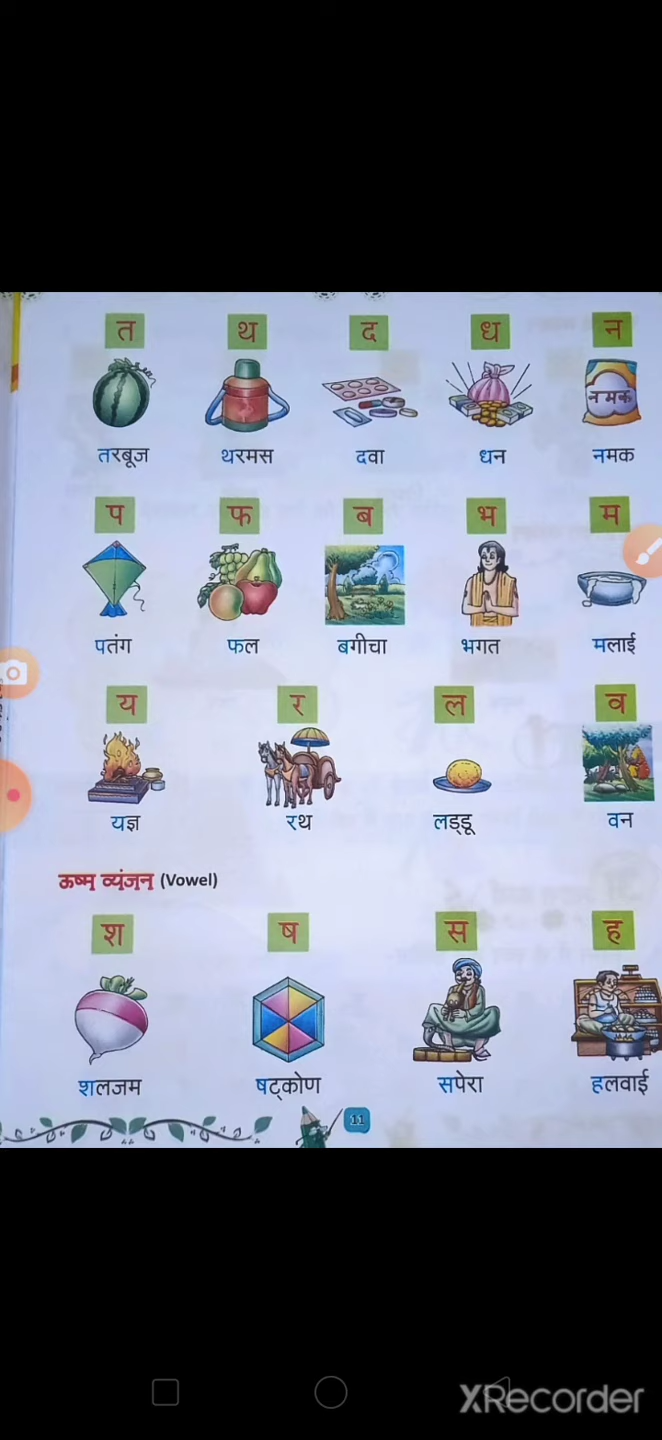 त थ द ध न
नमक
तरबूज थरमस दवा धन नमक
प फ ब भ म
पतंग फल बगीचा भगत मलाई
य र ल व
यज्ञ रथ लड्डू वन
ऊष्म व्यंजन (Vowel)
श ष स ह
शलजम षट्कोण सपेरा हलवाई
11
XRecorder